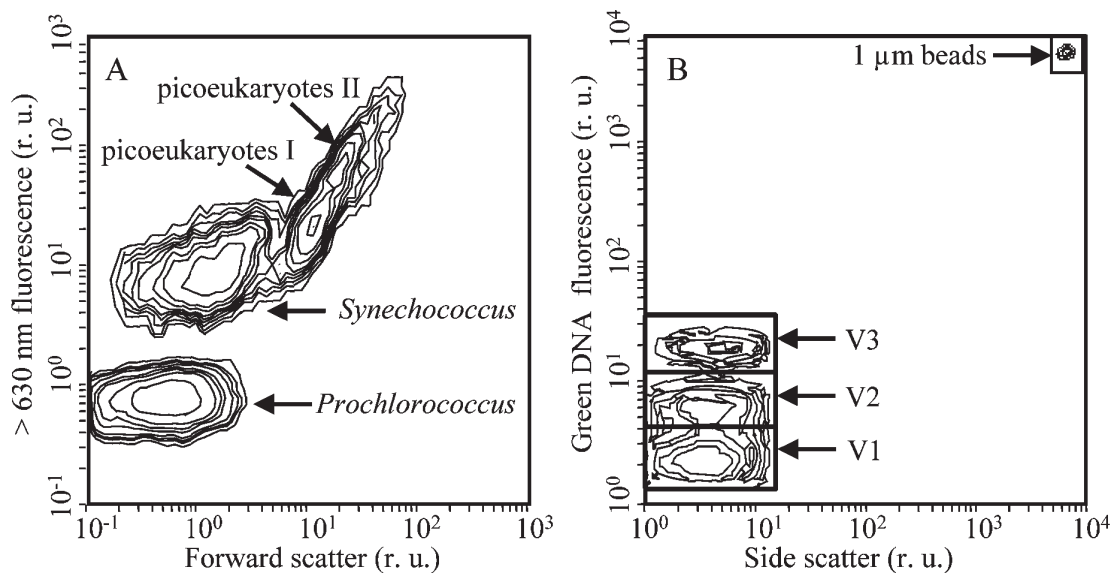 A
> 630 nm fluorescence (r. u.)
10^3
10^2
10^1
10^0
10^-1
picoeukaryotes II
picoeukaryotes I
Synechococcus
Prochlorococcus
10^-1 10^0 10^1 10^2 10^3
Forward scatter (r. u.)
B
Green DNA fluorescence (r. u.)
10^4
10^3
10^2
10^1
10^0
1 µm beads
V3
V2
V1
10^0 10^1 10^2 10^3 10^4
Side scatter (r. u.)